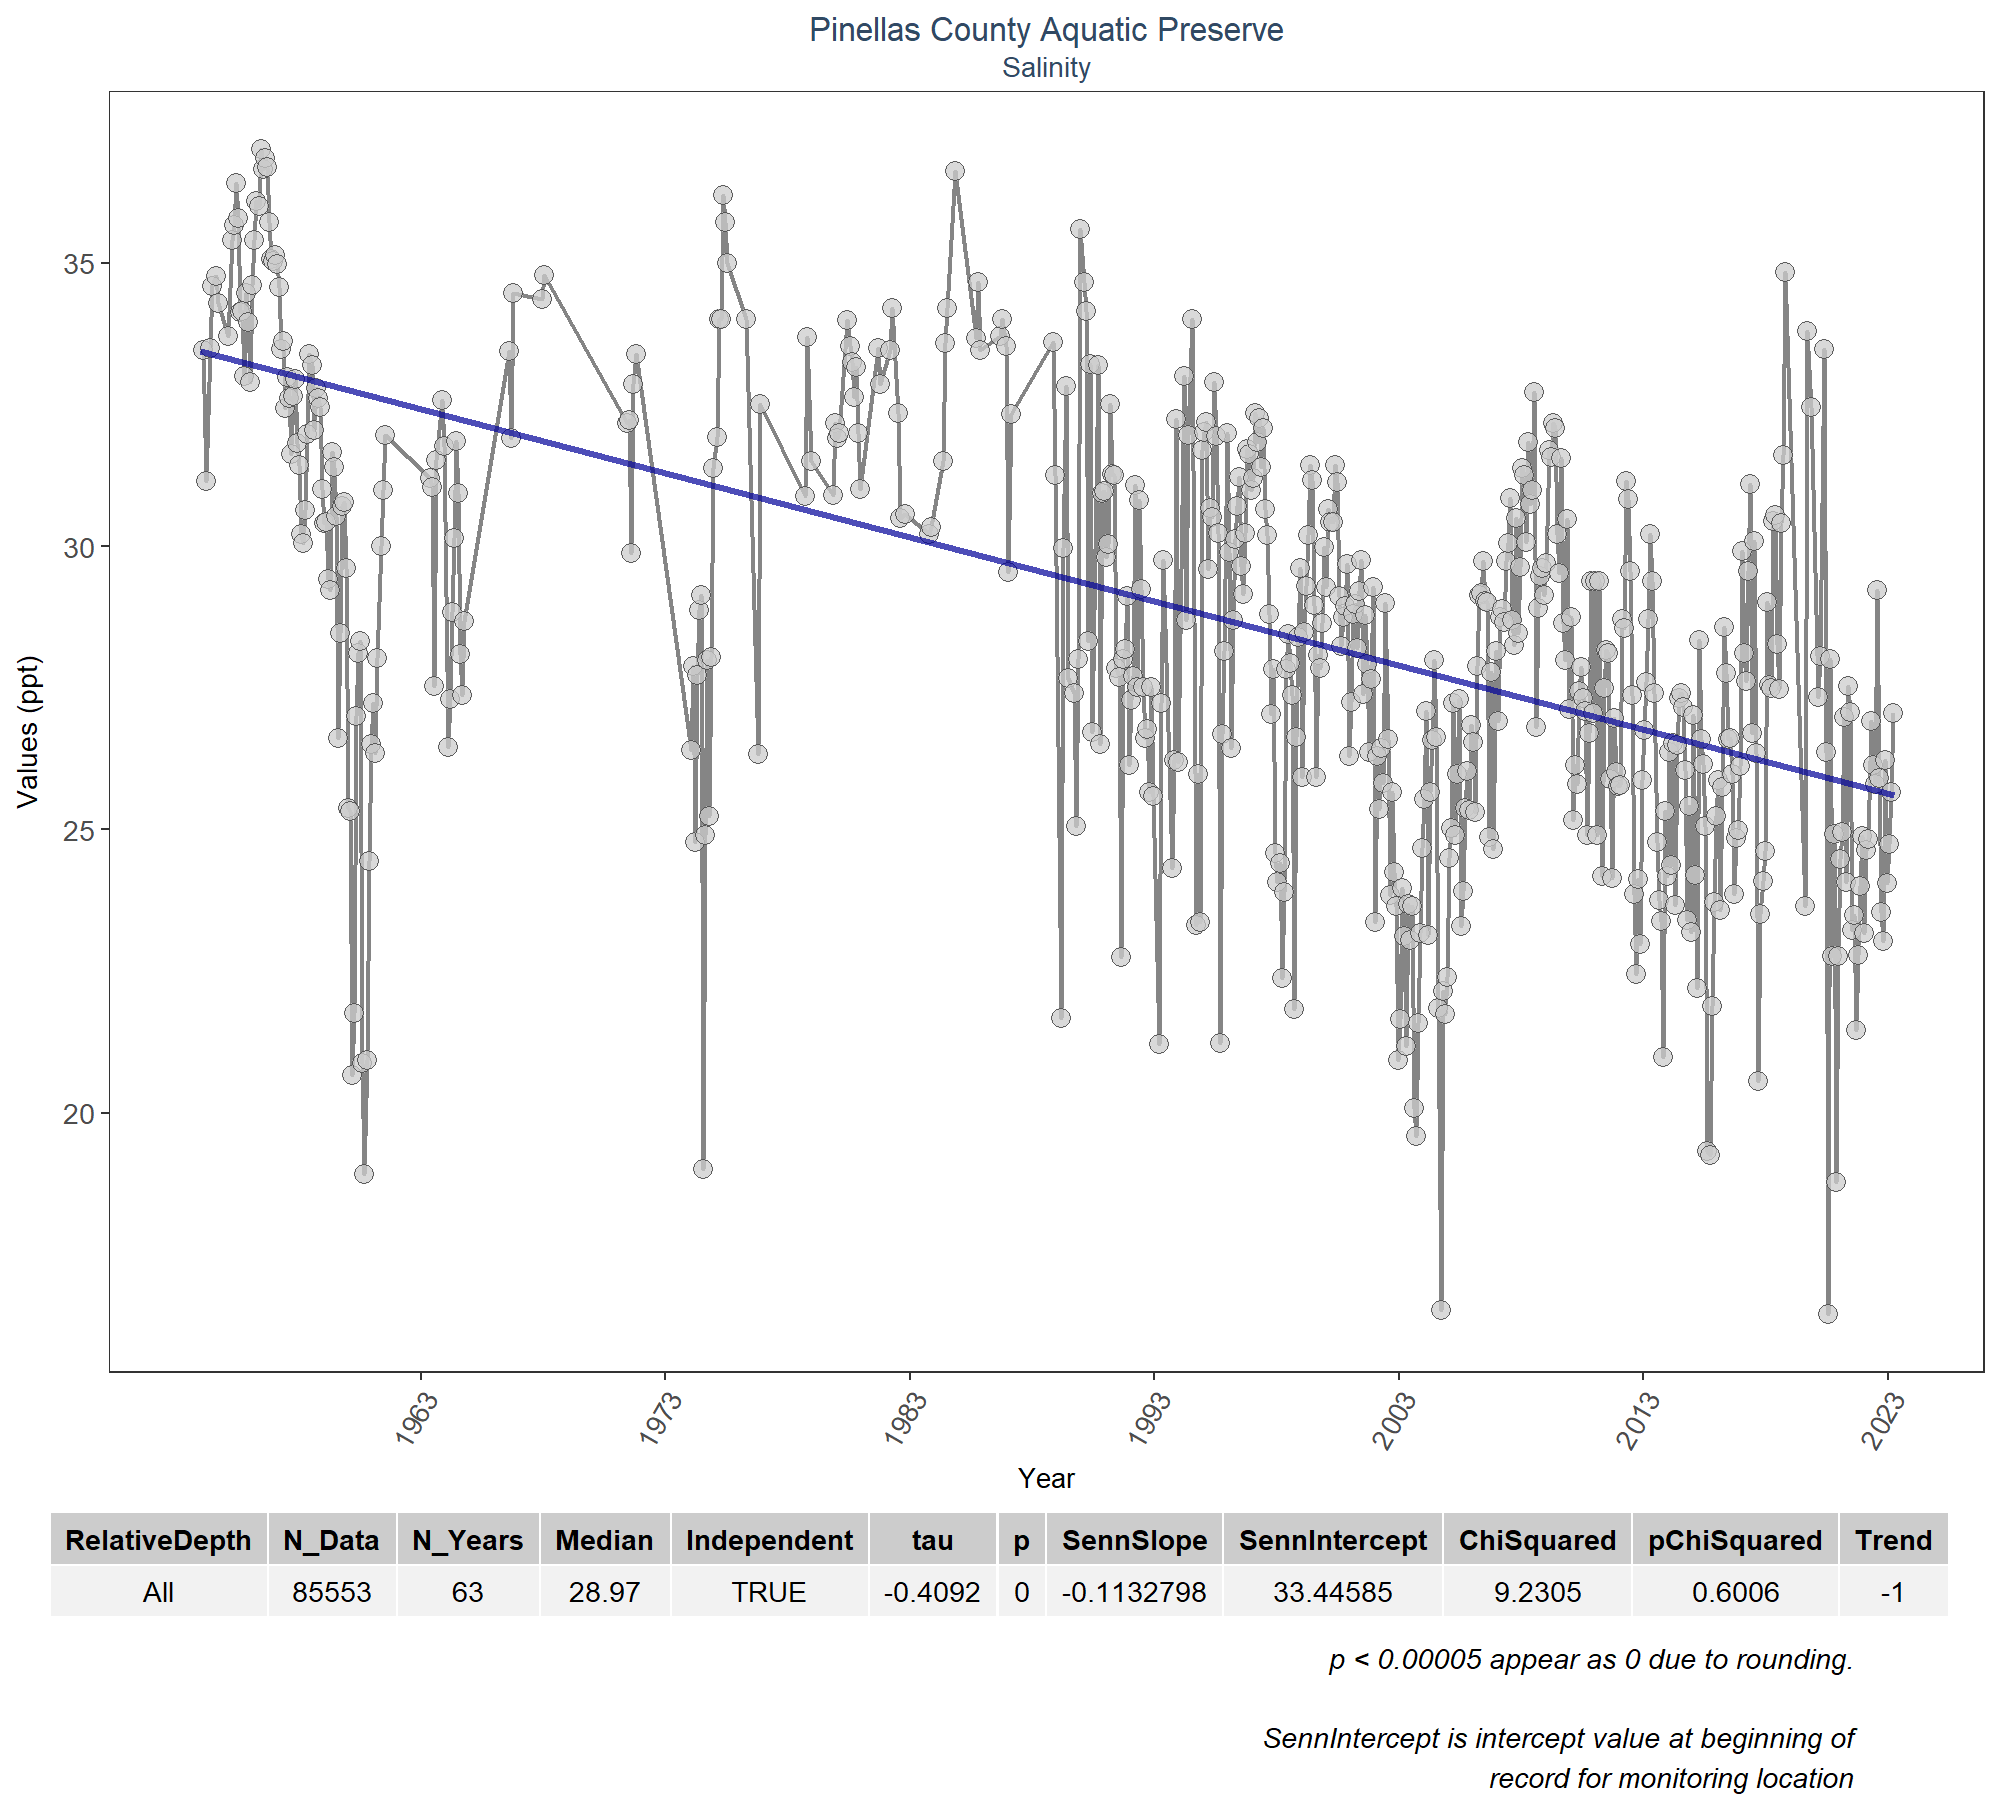 Pinellas County Aquatic Preserve
Salinity
Values (ppt)
35
30
25
20
1963
1973
1983
1993
2003
2013
2023
Year
RelativeDepth N_Data N_Years Median Independent tau p SennSlope SennIntercept ChiSquared pChiSquared Trend
All 85553 63 28.97 TRUE -0.4092 0 -0.1132798 33.44585 9.2305 0.6006 -1
p < 0.00005 appear as 0 due to rounding.
SennIntercept is intercept value at beginning of
record for monitoring location